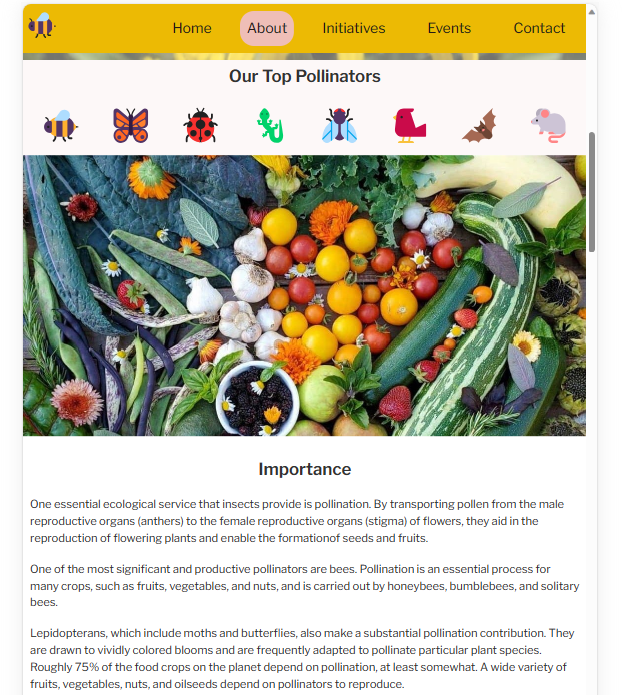 Home About Initiatives Events Contact
Our Top Pollinators
Importance
One essential ecological service that insects provide is pollination. By transporting pollen from the male
reproductive organs (anthers) to the female reproductive organs (stigma) of flowers, they aid in the
reproduction of flowering plants and enable the formationof seeds and fruits.
One of the most significant and productive pollinators are bees. Pollination is an essential process for
many crops, such as fruits, vegetables, and nuts, and is carried out by honeybees, bumblebees, and solitary
bees.
Lepidopterans, which include moths and butterflies, also make a substantial pollination contribution. They
are drawn to vividly colored blooms and are frequently adapted to pollinate particular plant species.
Roughly 75% of the food crops on the planet depend on pollination, at least somewhat. A wide variety of
fruits, vegetables, nuts, and oilseeds depend on pollinators to reproduce.